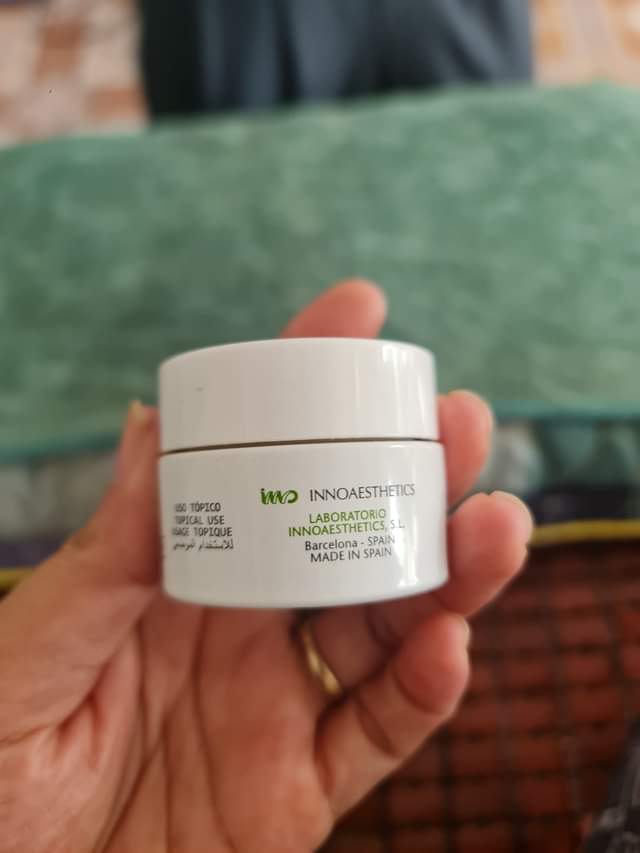 USO TÓPICO
TOPICAL USE
USAGE TOPIQUE
للاستخدام الموضعي
inno INNOAESTHETICS
LABORATORIO
INNOAESTHETICS, S.L.
Barcelona - SPAIN
MADE IN SPAIN